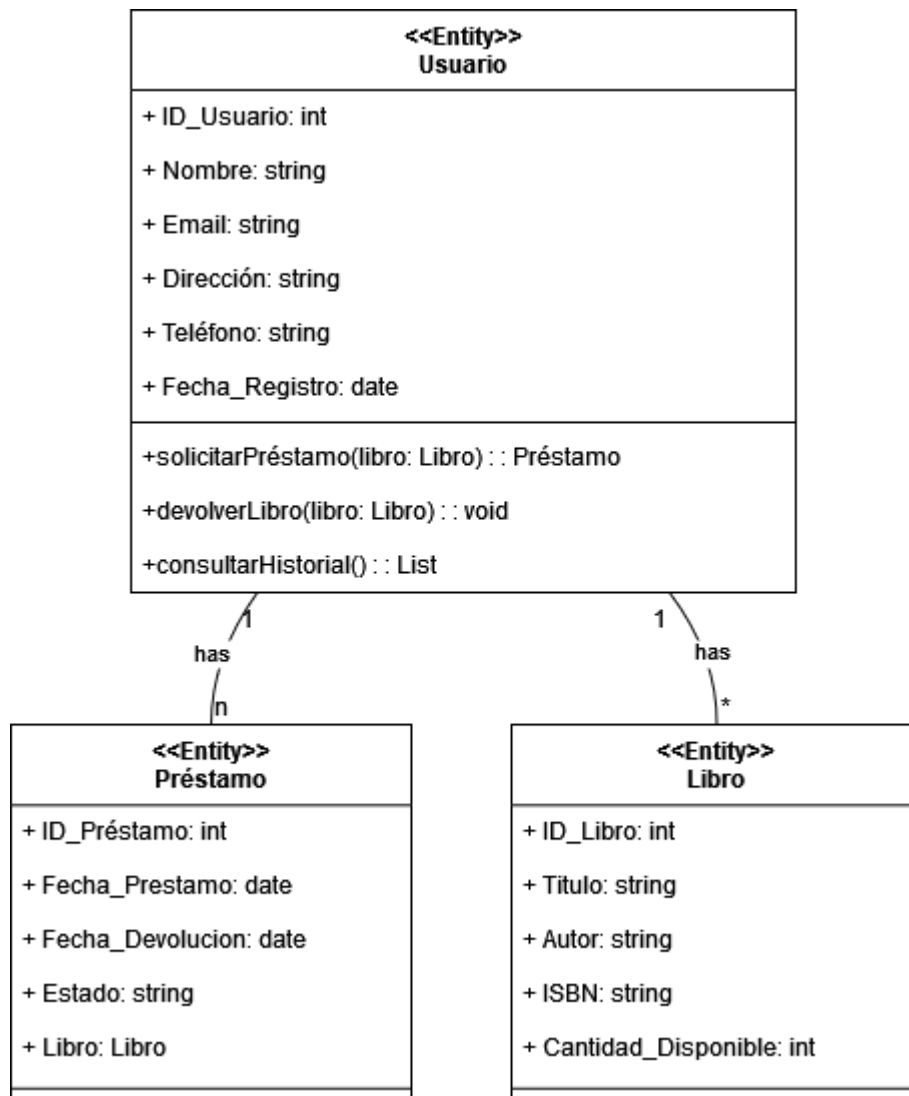 <<Entity>>
Usuario
+ ID_Usuario: int
+ Nombre: string
+ Email: string
+ Dirección: string
+ Teléfono: string
+ Fecha_Registro: date
+solicitarPréstamo(libro: Libro) : : Préstamo
+devolverLibro(libro: Libro) : : void
+consultarHistorial() : : List
1
1
has
has
n
*
<<Entity>>
Préstamo
+ ID_Préstamo: int
+ Fecha_Prestamo: date
+ Fecha_Devolucion: date
+ Estado: string
+ Libro: Libro
<<Entity>>
Libro
+ ID_Libro: int
+ Titulo: string
+ Autor: string
+ ISBN: string
+ Cantidad_Disponible: int